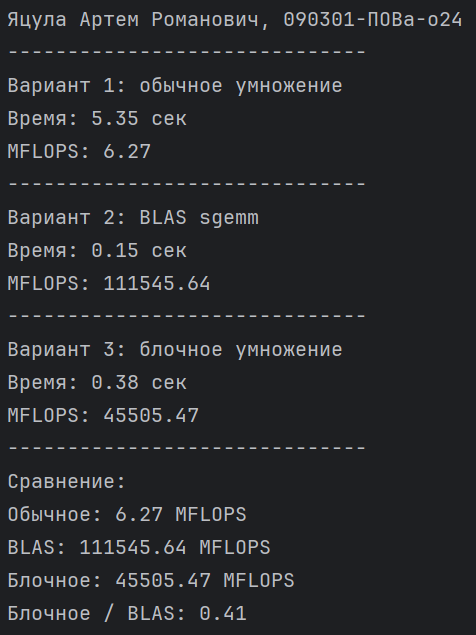 Яцула Артем Романович, 090301-ПОВа-о24
------------------------------
Вариант 1: обычное умножение
Время: 5.35 сек
MFLOPS: 6.27
------------------------------
Вариант 2: BLAS sgemm
Время: 0.15 сек
MFLOPS: 111545.64
------------------------------
Вариант 3: блочное умножение
Время: 0.38 сек
MFLOPS: 45505.47
------------------------------
Сравнение:
Обычное: 6.27 MFLOPS
BLAS: 111545.64 MFLOPS
Блочное: 45505.47 MFLOPS
Блочное / BLAS: 0.41